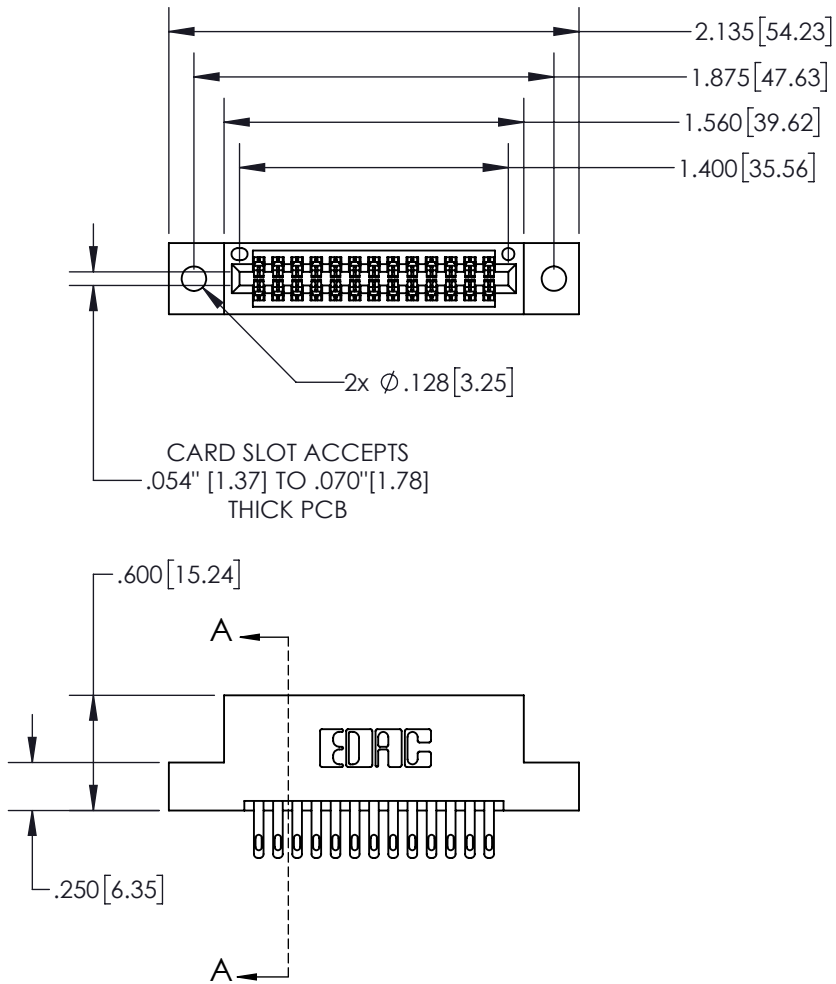 2.135[54.23]
1.875[47.63]
1.560[39.62]
1.400[35.56]
2x ∅.128[3.25]
CARD SLOT ACCEPTS
.054" [1.37] TO .070"[1.78]
THICK PCB
.600[15.24]
A
EDAC
.250[6.35]
A